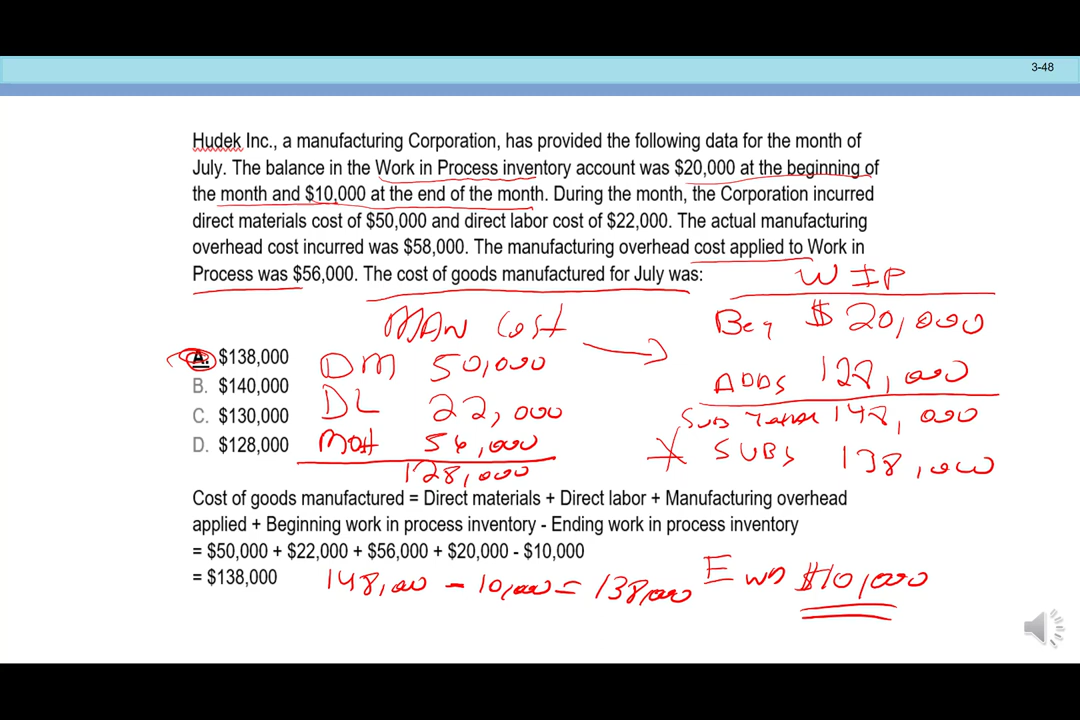 3-48
Hudek Inc., a manufacturing Corporation, has provided the following data for the month of
July. The balance in the Work in Process inventory account was $20,000 at the beginning of
the month and $10,000 at the end of the month. During the month, the Corporation incurred
direct materials cost of $50,000 and direct labor cost of $22,000. The actual manufacturing
overhead cost incurred was $58,000. The manufacturing overhead cost applied to Work in
Process was $56,000. The cost of goods manufactured for July was:
WIP
MAN Cost
Beg $20,000
A. $138,000
DM 50,000
B. $140,000
ADDS 128,000
C. $130,000
DL 22,000
SUB 148,000
D. $128,000
MOH 56,000
SUBS 138,000
128,000
Cost of goods manufactured = Direct materials + Direct labor + Manufacturing overhead
applied + Beginning work in process inventory - Ending work in process inventory
= $50,000 + $22,000 + $56,000 + $20,000 - $10,000
= $138,000
148,000 - 10,000 = 138,000
$10,000